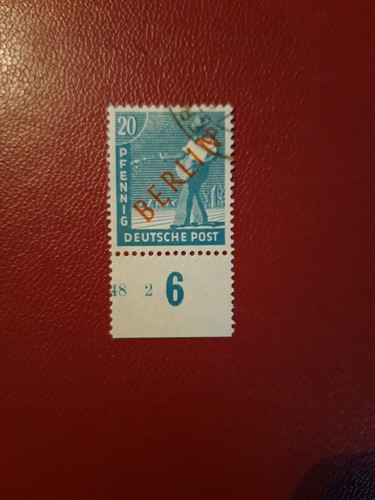 20
PFENNIG
BERLIN
DEUTSCHE POST
48 2 6